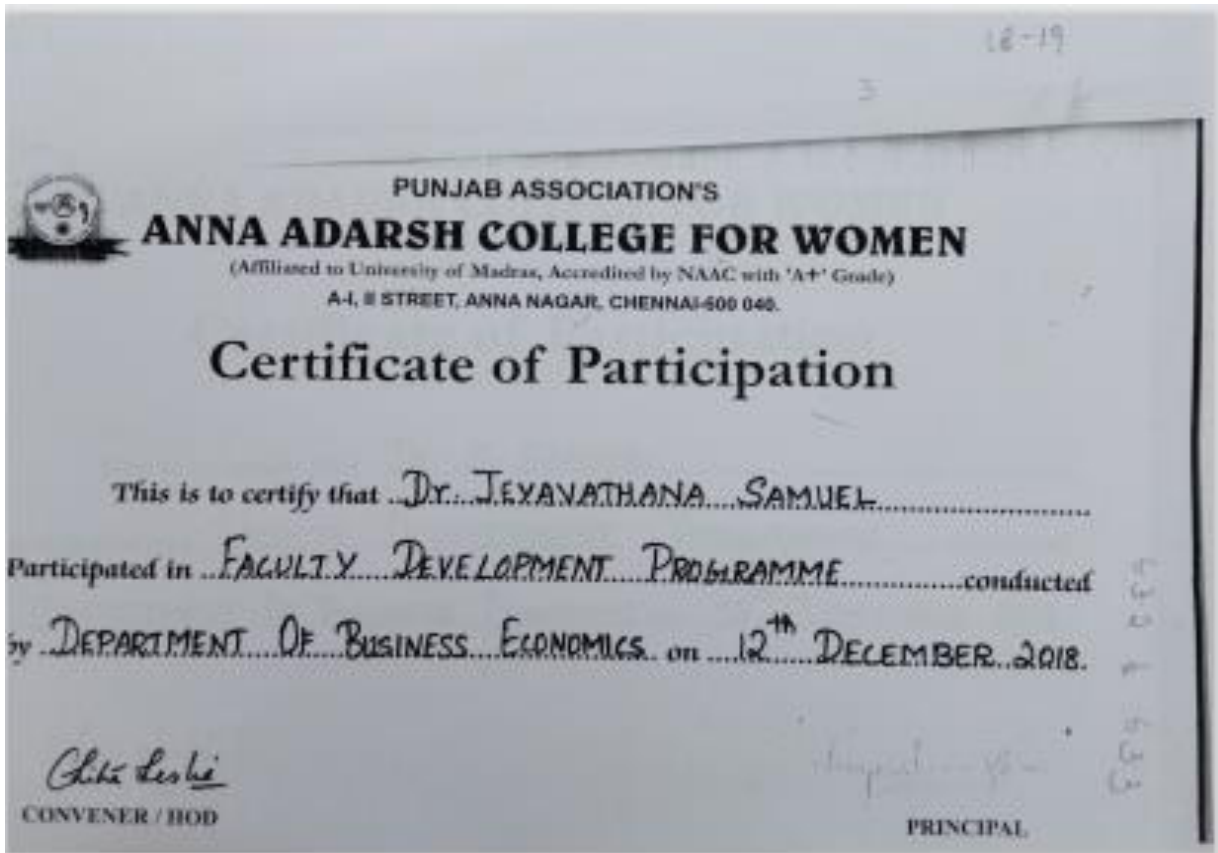 18-19
3
PUNJAB ASSOCIATION'S
ANNA ADARSH COLLEGE FOR WOMEN
(Affiliated to University of Madras, Accredited by NAAC with 'A+' Grade)
A-I, II STREET, ANNA NAGAR, CHENNAI-600 040.
Certificate of Participation
This is to certify that Dr. JEYAVATHANA SAMUEL
Participated in FACULTY DEVELOPMENT PROGRAMME conducted
by DEPARTMENT OF BUSINESS ECONOMICS on 12th DECEMBER 2018.
CONVENER / HOD
PRINCIPAL